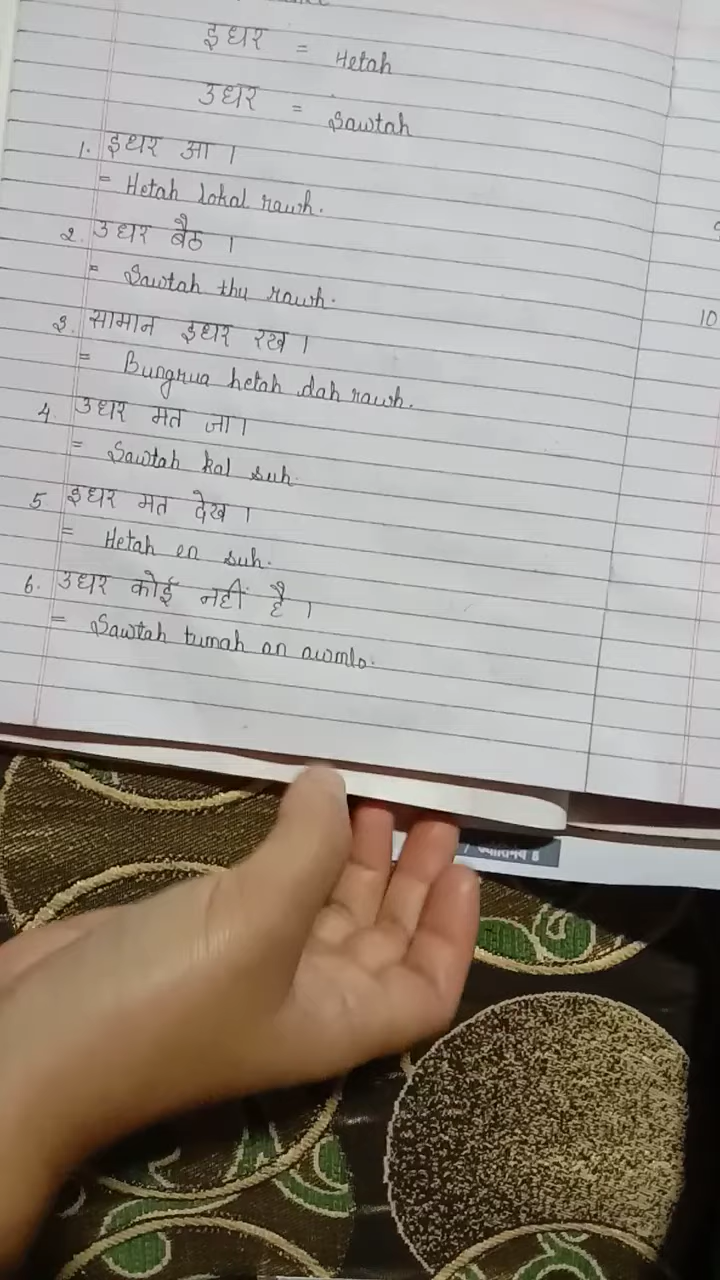 इधर = Hetah
उधर = Sawtah
1. इधर आ ।
= Hetah lokal rawh.
2. उधर बैठ ।
= Sawtah thu rawh.
3. सामान इधर रख ।
= Bungrua hetah dah rawh.
4. उधर मत जा ।
= Sawtah kal suh.
5. इधर मत देख ।
= Hetah en suh.
6. उधर कोई नहीं है ।
= Sawtah tumah an awmlo.
10